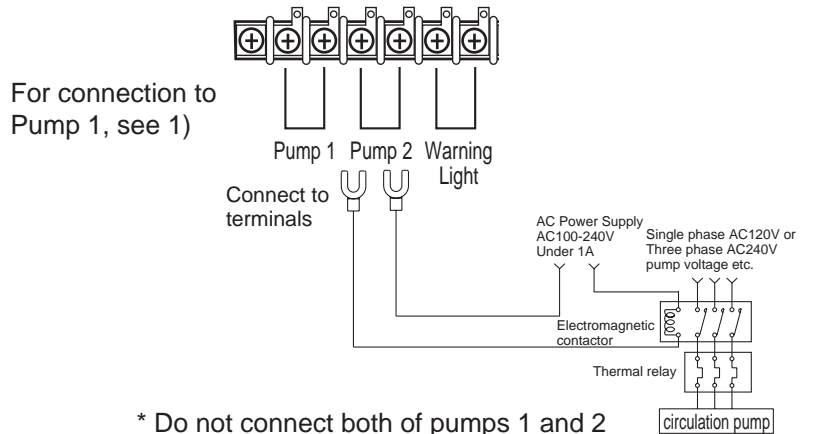 For connection to
Pump 1, see 1)
Pump 1 Pump 2 Warning
Light
Connect to
terminals
AC Power Supply
AC100-240V
Under 1A
Single phase AC120V or
Three phase AC240V
pump voltage etc.
Electromagnetic
contactor
Thermal relay
circulation pump
* Do not connect both of pumps 1 and 2